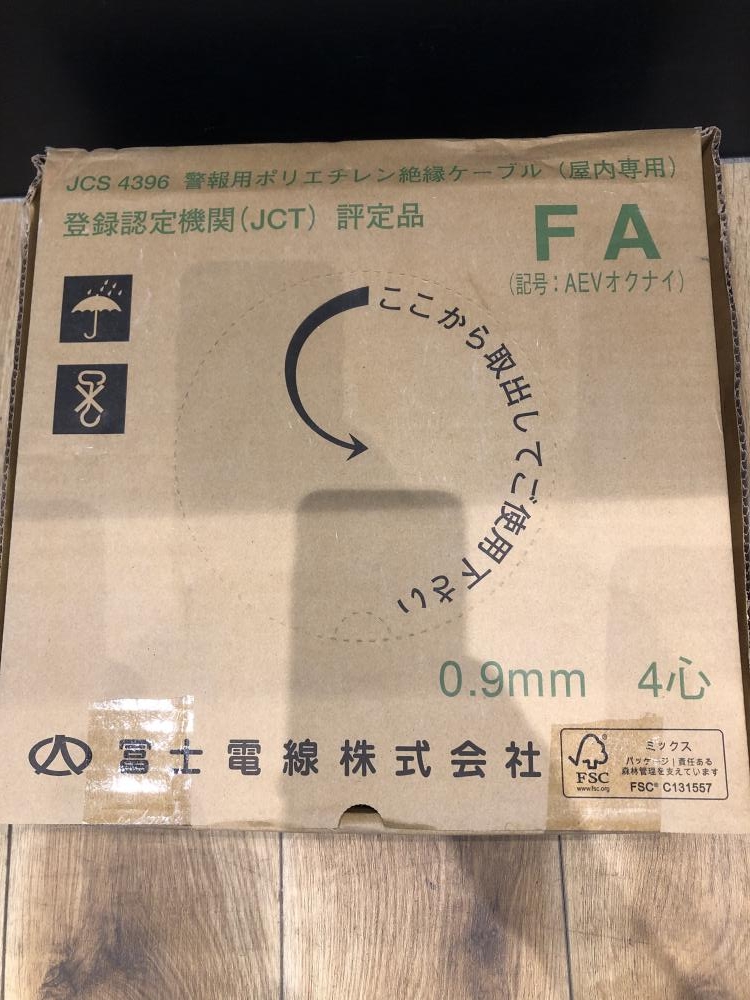 JCS 4396 警報用ポリエチレン絶縁ケーブル（屋内専用）
登録認定機関(JCT) 評定品
FA
（記号：AEVオクナイ）
ここから取出してご使用下さい
0.9mm 4心
冨士電線株式会社
FSC
www.fsc.org
ミックス
パッケージ｜責任ある
森林管理を支えています
FSC® C131557